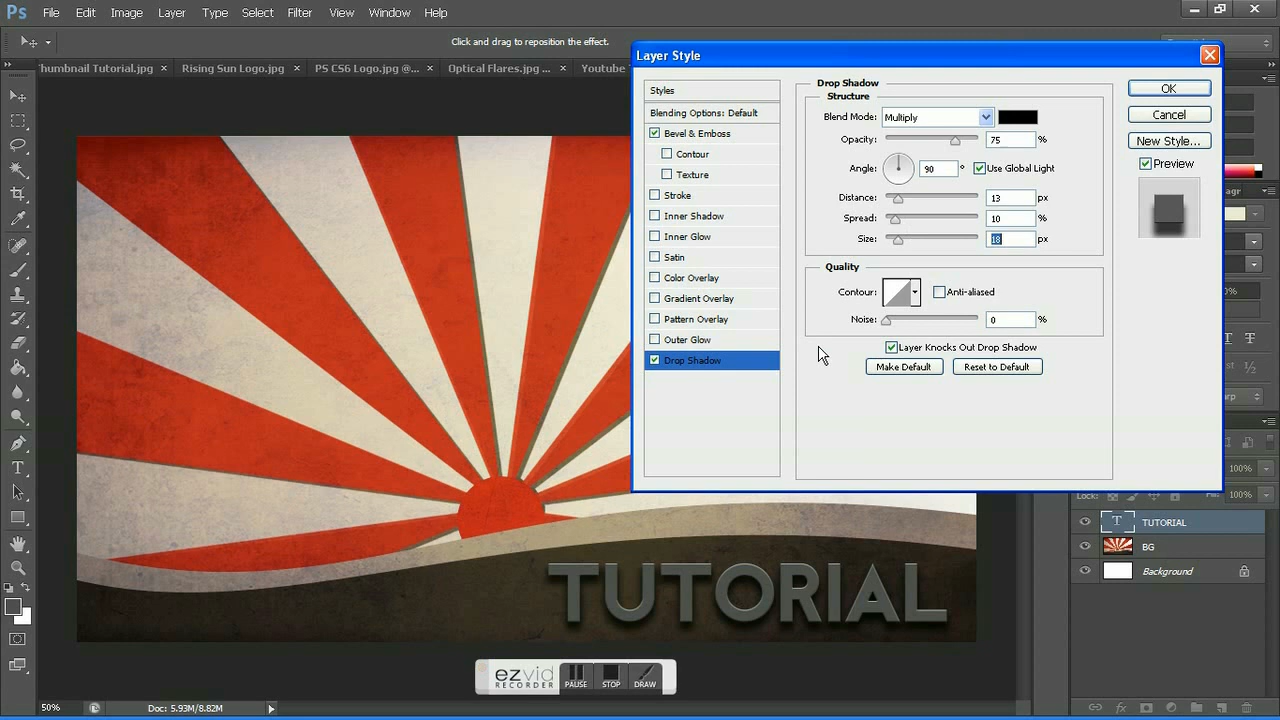 Ps File Edit Image Layer Type Select Filter View Window Help
Click and drag to reposition the effect.
humbnail Tutorial.jpg × Rising Sun Logo.jpg × PS CS6 Logo.jpg @... × Optical Flares.jpg ... × Youtube
Layer Style
Styles
Blending Options: Default
Bevel & Emboss
Contour
Texture
Stroke
Inner Shadow
Inner Glow
Satin
Color Overlay
Gradient Overlay
Pattern Overlay
Outer Glow
Drop Shadow
Drop Shadow
Structure
Blend Mode: Multiply
Opacity: 75 %
Angle: 90 ° Use Global Light
Distance: 13 px
Spread: 10 %
Size: 18 px
Quality
Contour: Anti-aliased
Noise: 0 %
Layer Knocks Out Drop Shadow
Make Default Reset to Default
OK
Cancel
New Style...
Preview
100%
Lock: 100%
T TUTORIAL
BG
Background
TUTORIAL
ezvid
RECORDER
PAUSE STOP DRAW
50% Doc: 5.93M/8.82M